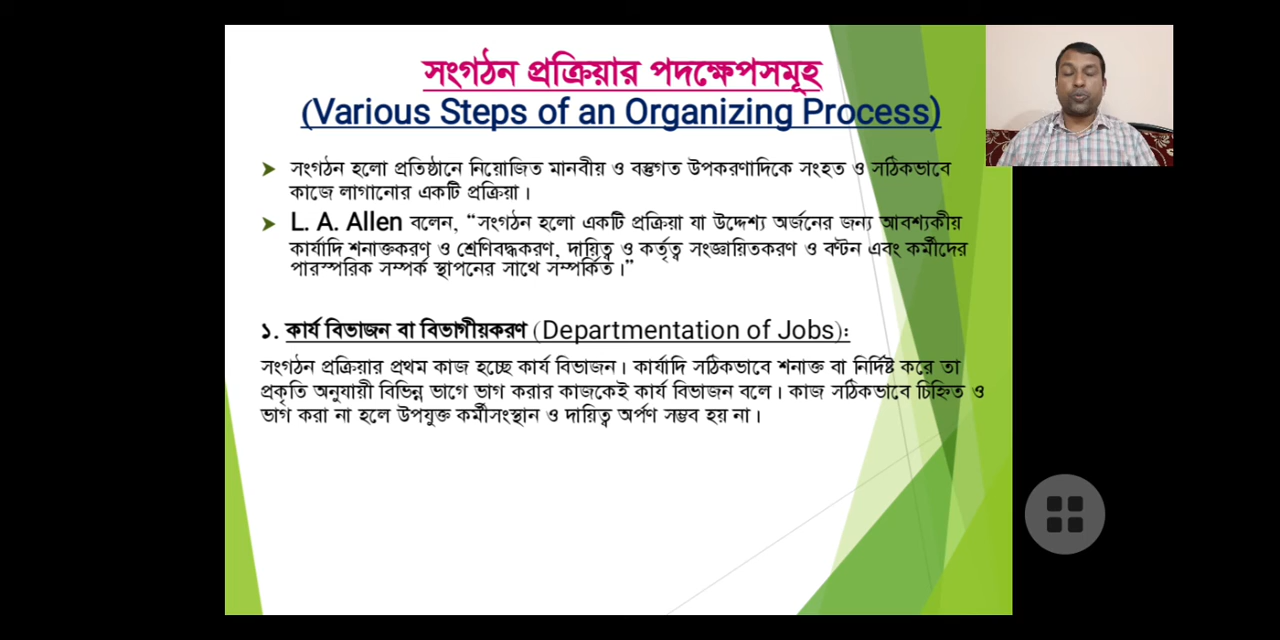 সংগঠন প্রক্রিয়ার পদক্ষেপসমূহ
(Various Steps of an Organizing Process)
➤ সংগঠন হলো প্রতিষ্ঠানে নিয়োজিত মানবীয় ও বস্তুগত উপকরণাদিকে সংহত ও সঠিকভাবে
কাজে লাগানোর একটি প্রক্রিয়া।
➤ L. A. Allen বলেন, “সংগঠন হলো একটি প্রক্রিয়া যা উদ্দেশ্য অর্জনের জন্য আবশ্যকীয়
কার্যাদি শনাক্তকরণ ও শ্রেণিবদ্ধকরণ, দায়িত্ব ও কর্তৃত্ব সংজ্ঞায়িতকরণ ও বণ্টন এবং কর্মীদের
পারস্পরিক সম্পর্ক স্থাপনের সাথে সম্পর্কিত।”
১. কার্য বিভাজন বা বিভাগীয়করণ (Departmentation of Jobs)ঃ
সংগঠন প্রক্রিয়ার প্রথম কাজ হচ্ছে কার্য বিভাজন। কার্যাদি সঠিকভাবে শনাক্ত বা নির্দিষ্ট করে তা
প্রকৃতি অনুযায়ী বিভিন্ন ভাগে ভাগ করার কাজকেই কার্য বিভাজন বলে। কাজ সঠিকভাবে চিহ্নিত ও
ভাগ করা না হলে উপযুক্ত কর্মীসংস্থান ও দায়িত্ব অর্পণ সম্ভব হয় না।